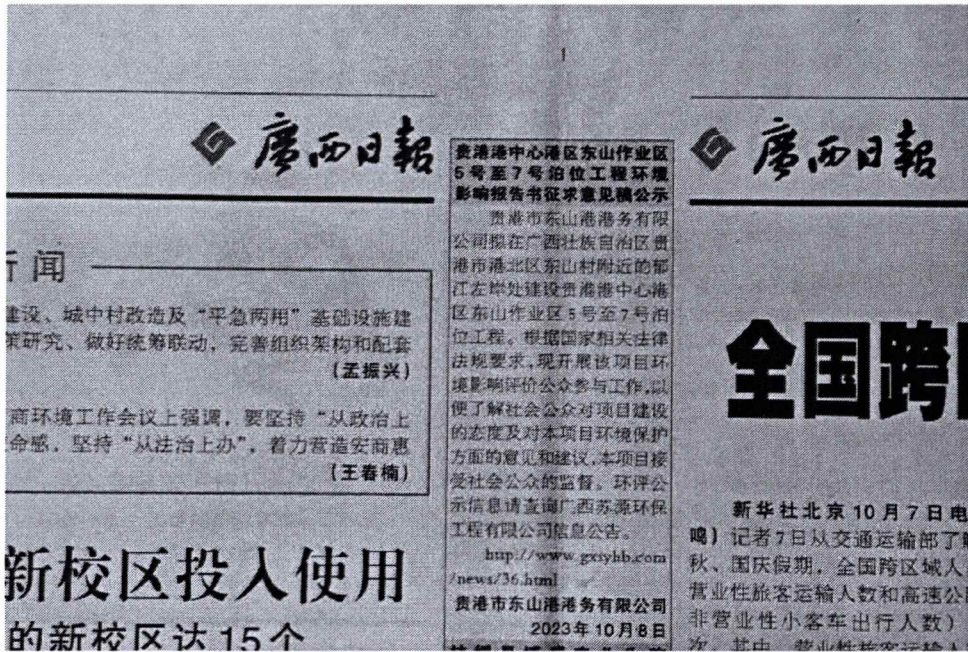 1
廣西日報
新闻
建设、城中村改造及“平急两用”基础设施建
策研究、做好统筹联动，完善组织架构和配套
（孟振兴）
商环境工作会议上强调，要坚持“从政治上
命感，坚持“从法治上办”，着力营造安商惠
（王春楠）
新校区投入使用
的新校区达15个
贵港港中心港区东山作业区
5号至7号泊位工程环境
影响报告书征求意见稿公示
贵港市东山港港务有限
公司拟在广西壮族自治区贵
港市港北区东山村附近的郁
江左岸处建设贵港港中心港
区东山作业区5号至7号泊
位工程。根据国家相关法律
法规要求，现开展该项目环
境影响评价公众参与工作，以
便了解社会公众对项目建设
的态度及对本项目环境保护
方面的意见和建议，本项目接
受社会公众的监督。环评公
示信息请查询广西苏源环保
工程有限公司信息公告。
http://www.gxsyhb.com
/news/36.html
贵港市东山港港务有限公司
2023年10月8日
廣西日報
全国跨
新华社北京10月7日电
鸣）记者7日从交通运输部了解
秋、国庆假期，全国跨区域人
营业性旅客运输人数和高速公
非营业性小客车出行人数）
次。其中，营业性旅客运输人